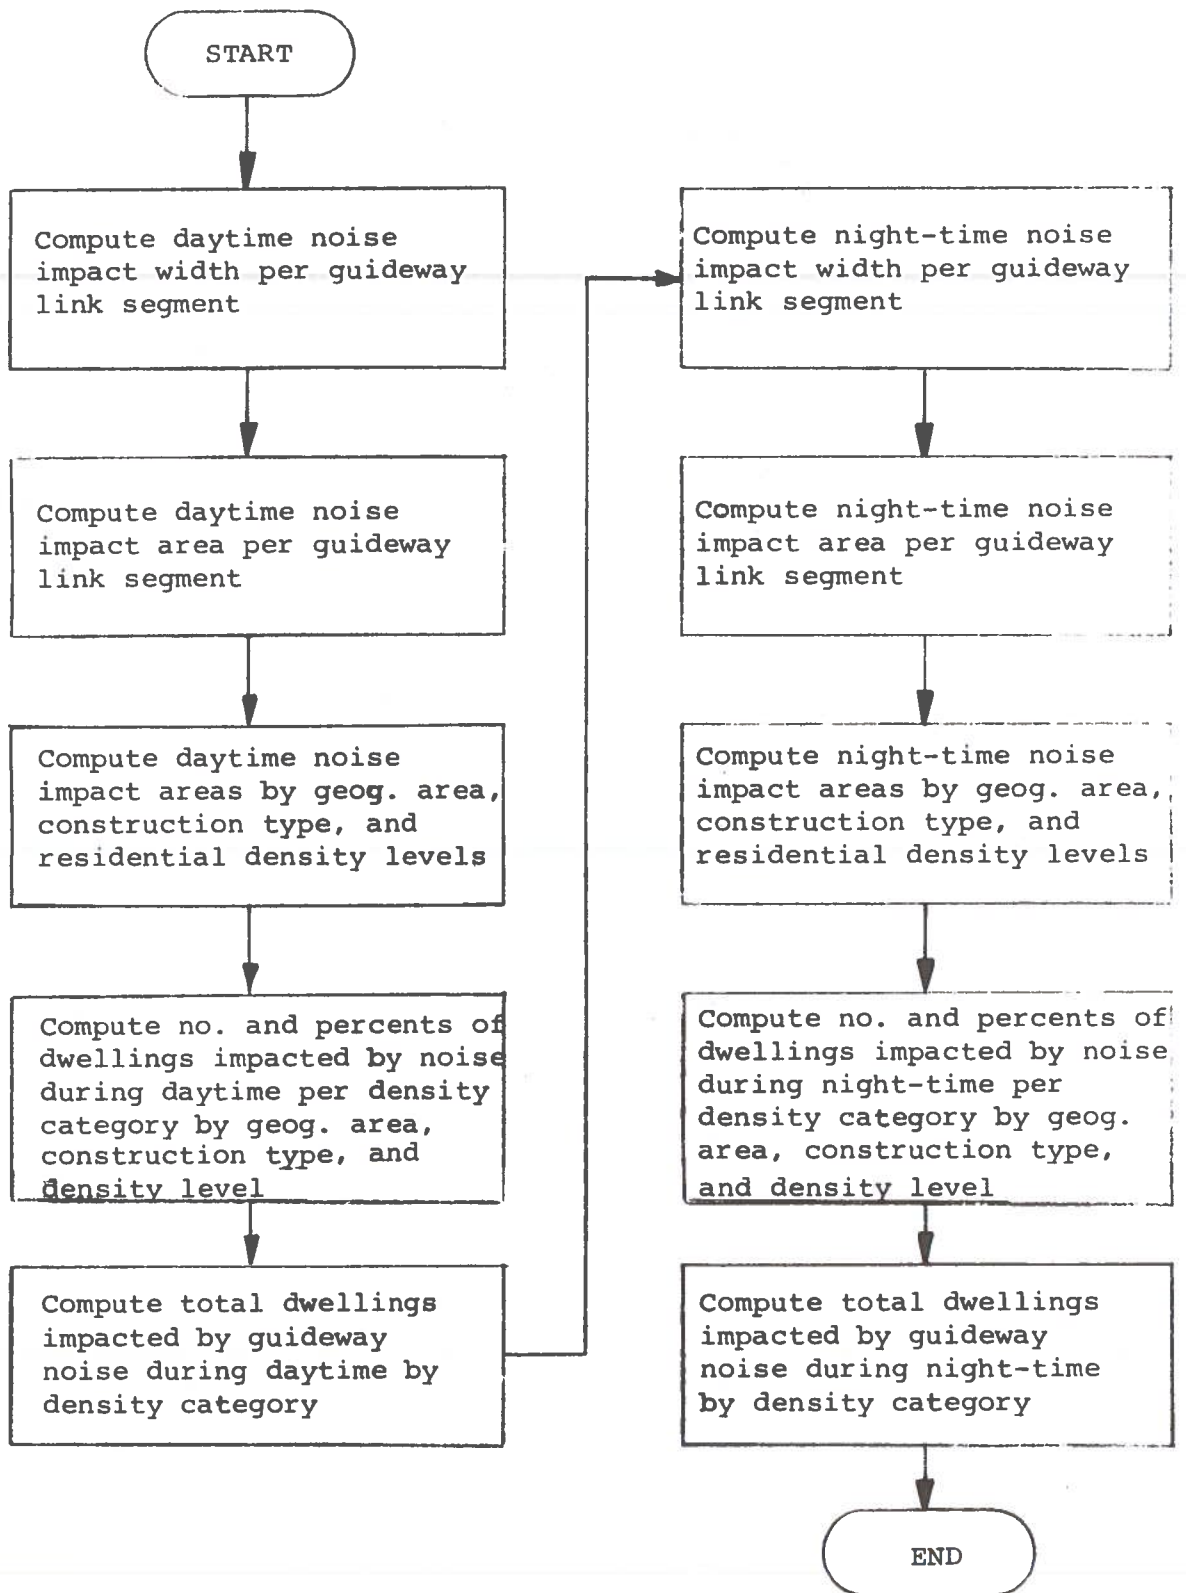 START
Compute daytime noise
impact width per guideway
link segment
Compute daytime noise
impact area per guideway
link segment
Compute daytime noise
impact areas by geog. area,
construction type, and
residential density levels
Compute no. and percents of
dwellings impacted by noise
during daytime per density
category by geog. area,
construction type, and
density level
Compute total dwellings
impacted by guideway
noise during daytime by
density category
Compute night-time noise
impact width per guideway
link segment
Compute night-time noise
impact area per guideway
link segment
Compute night-time noise
impact areas by geog. area,
construction type, and
residential density levels
Compute no. and percents of
dwellings impacted by noise
during night-time per
density category by geog.
area, construction type,
and density level
Compute total dwellings
impacted by guideway
noise during night-time
by density category
END